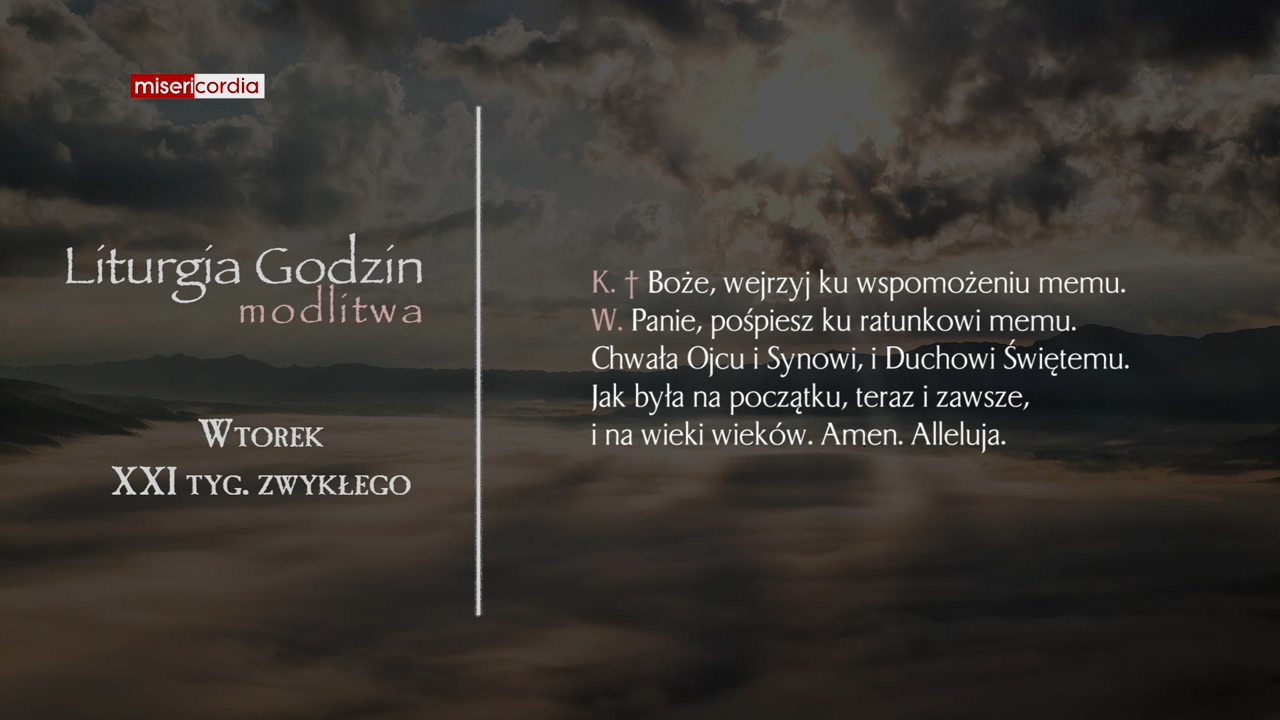 misericordia
Liturgia Godzin
modlitwa
Wtorek
XXI tyg. zwykłego
K. † Boże, wejrzyj ku wspomożeniu memu.
W. Panie, pośpiesz ku ratunkowi memu.
Chwała Ojcu i Synowi, i Duchowi Świętemu.
Jak była na początku, teraz i zawsze,
i na wieki wieków. Amen. Alleluja.